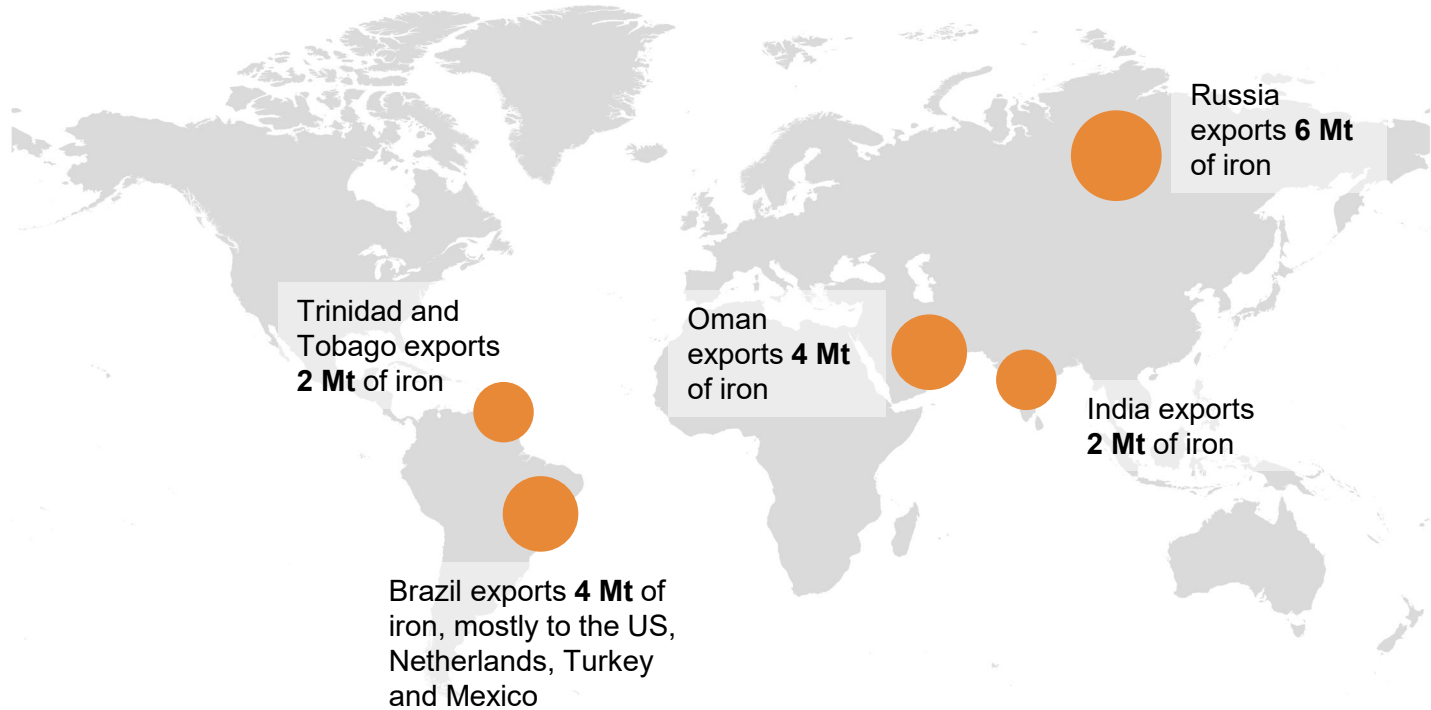 Russia
exports 6 Mt
of iron
Trinidad and
Tobago exports
2 Mt of iron
Oman
exports 4 Mt
of iron
India exports
2 Mt of iron
Brazil exports 4 Mt of
iron, mostly to the US,
Netherlands, Turkey
and Mexico